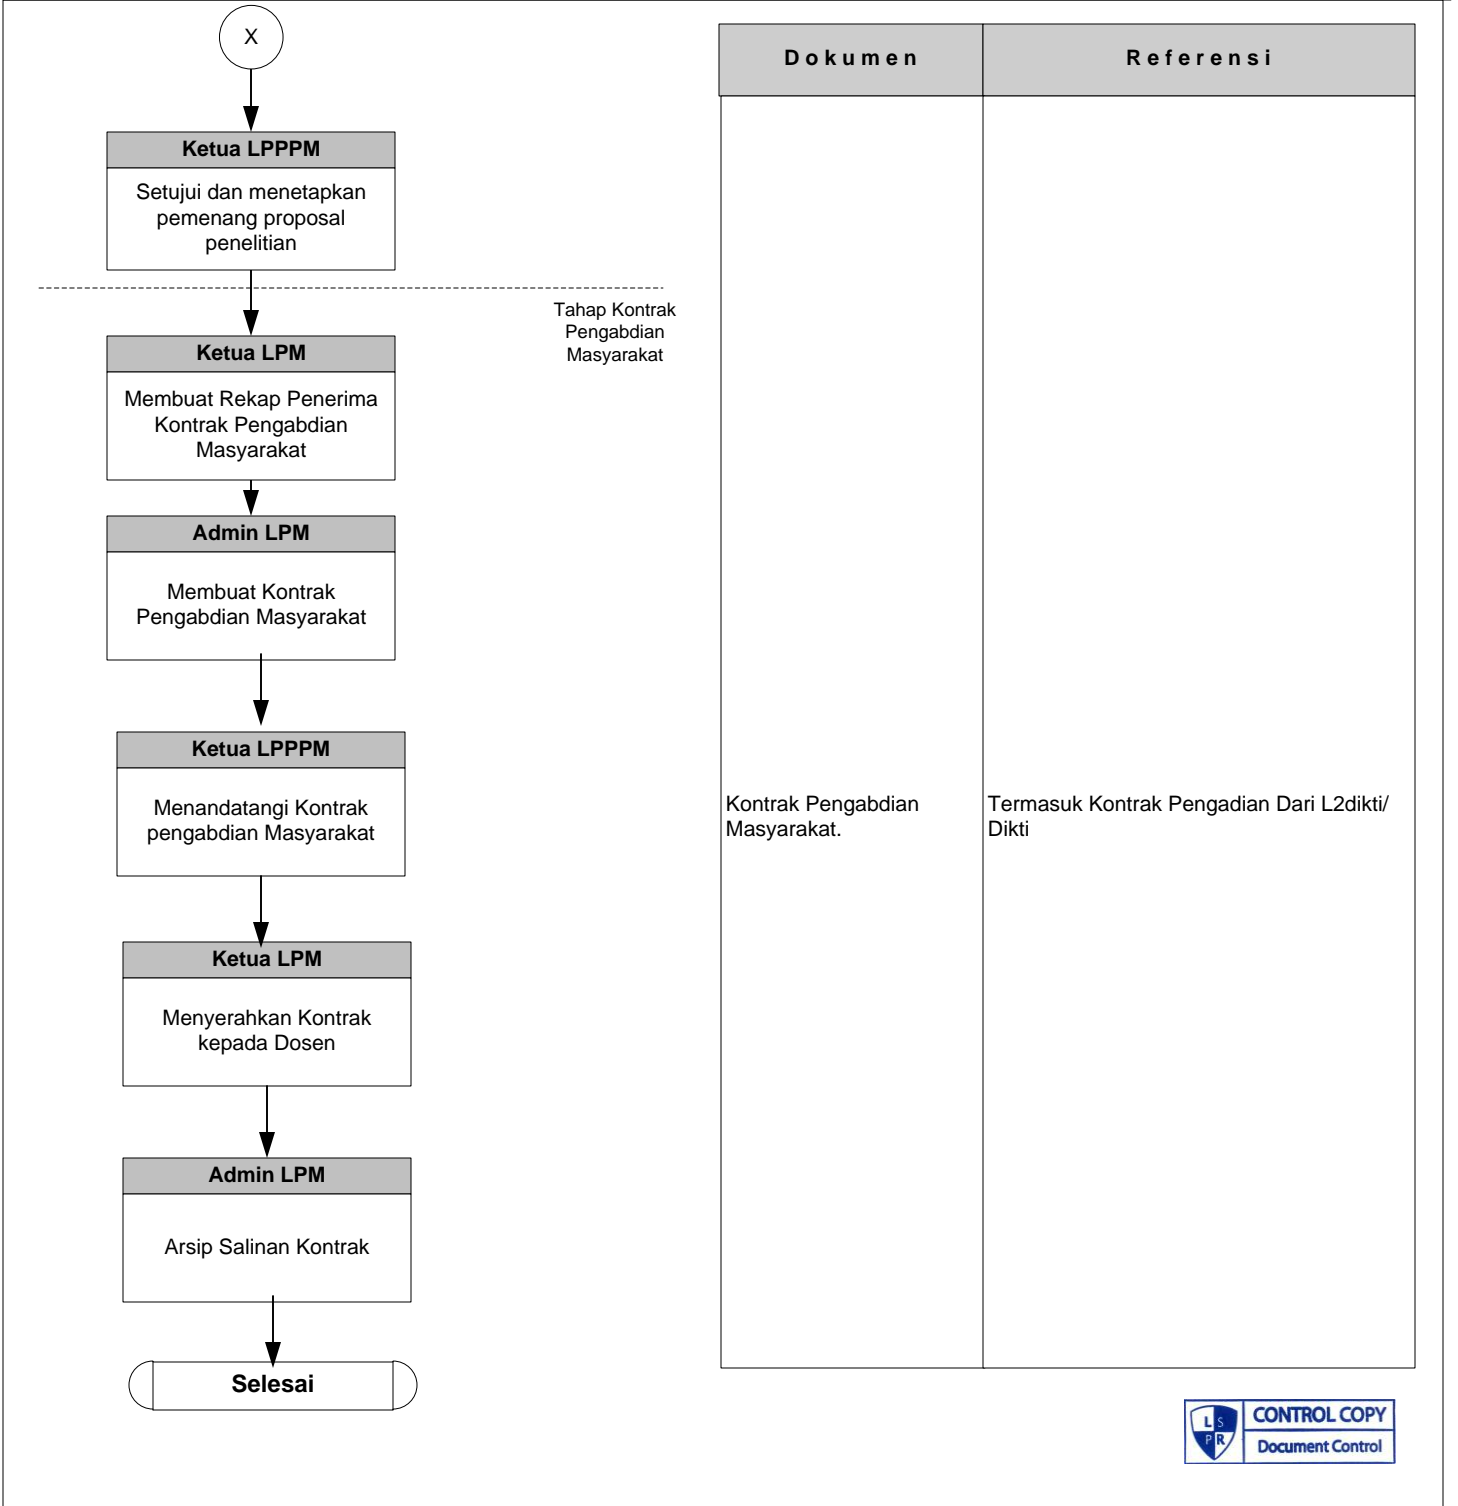 X
Ketua LPPPM
Setujui dan menetapkan
pemenang proposal
penelitian
Tahap Kontrak
Pengabdian
Masyarakat
Ketua LPM
Membuat Rekap Penerima
Kontrak Pengabdian
Masyarakat
Admin LPM
Membuat Kontrak
Pengabdian Masyarakat
Ketua LPPPM
Menandatangi Kontrak
pengabdian Masyarakat
Ketua LPM
Menyerahkan Kontrak
kepada Dosen
Admin LPM
Arsip Salinan Kontrak
Selesai
Dokumen
Referensi
Kontrak Pengabdian
Masyarakat.
Termasuk Kontrak Pengadian Dari L2dikti/
Dikti
L S
P R
CONTROL COPY
Document Control